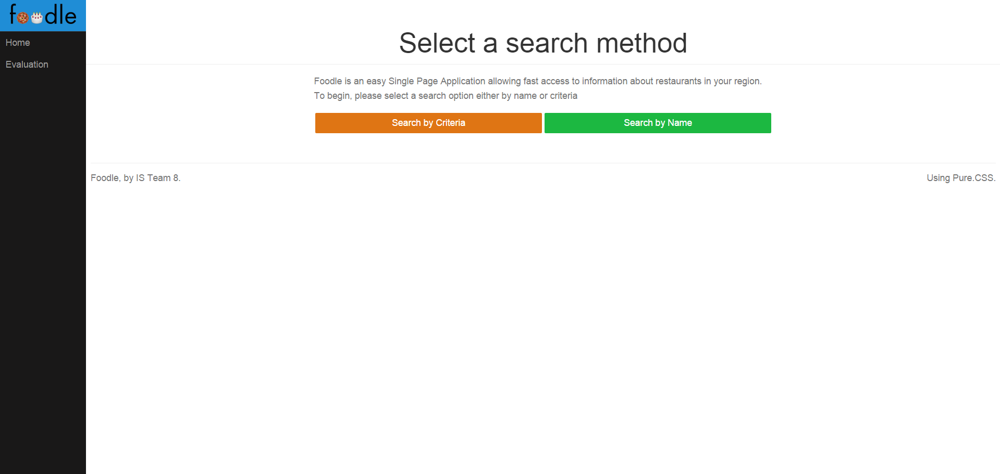 foodle
Home
Evaluation
Select a search method
Foodle is an easy Single Page Application allowing fast access to information about restaurants in your region.
To begin, please select a search option either by name or criteria
Search by Criteria
Search by Name
Foodle, by IS Team 8.
Using Pure.CSS.